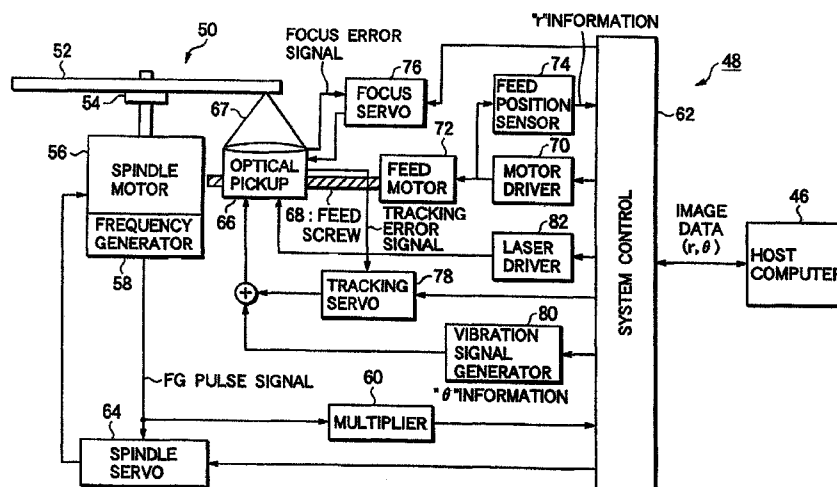 "r"INFORMATION
50
FOCUS ERROR
SIGNAL
52
76
74
48
54
67
FOCUS
SERVO
FEED
POSITION
SENSOR
62
56
72
70
SPINDLE
MOTOR
OPTICAL
PICKUP
FEED
MOTOR
MOTOR
DRIVER
66
68 : FEED
SCREW
TRACKING
ERROR
SIGNAL
82
IMAGE
DATA
(r, θ)
46
FREQUENCY
GENERATOR
LASER
DRIVER
HOST
COMPUTER
58
78
TRACKING
SERVO
SYSTEM CONTROL
+
80
VIBRATION
SIGNAL
GENERATOR
FG PULSE SIGNAL
"θ"INFORMATION
60
64
MULTIPLIER
SPINDLE
SERVO